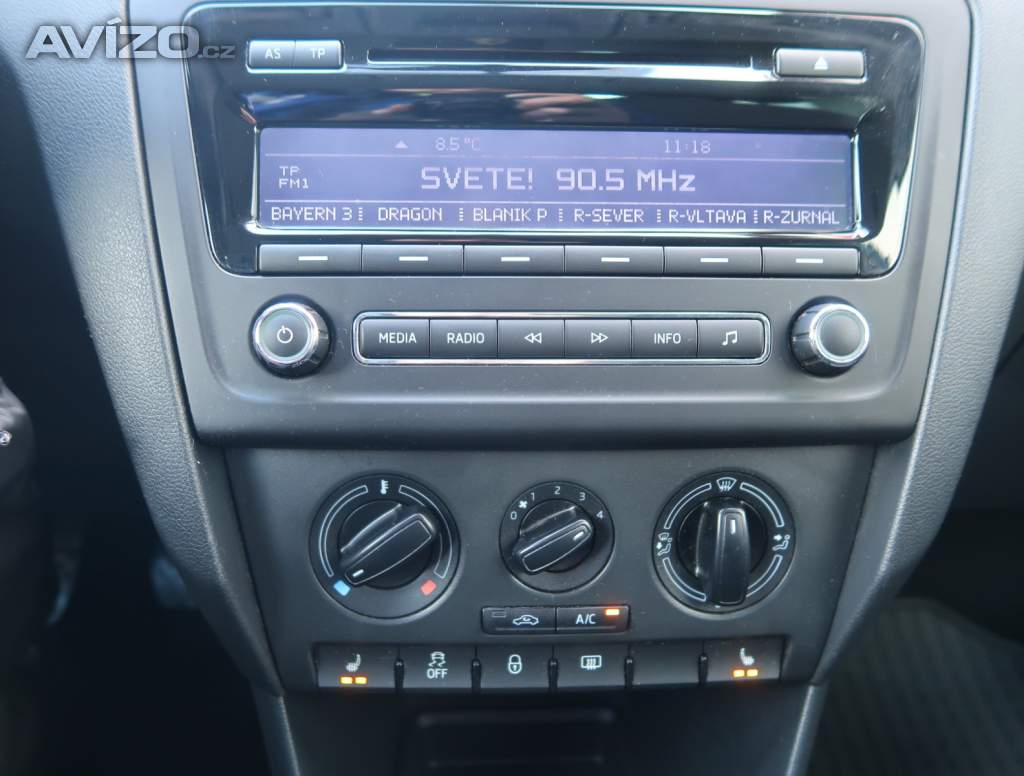 AVÍZO.cz
AS TP
8.5 °C 11:18
TP
FM1
SVETE! 90.5 MHz
BAYERN 3 DRAGON BLANIK P R-SEVER R-VLTAVA R-ZURNAL
MEDIA RADIO INFO
0 1 2 3 4
A/C
OFF